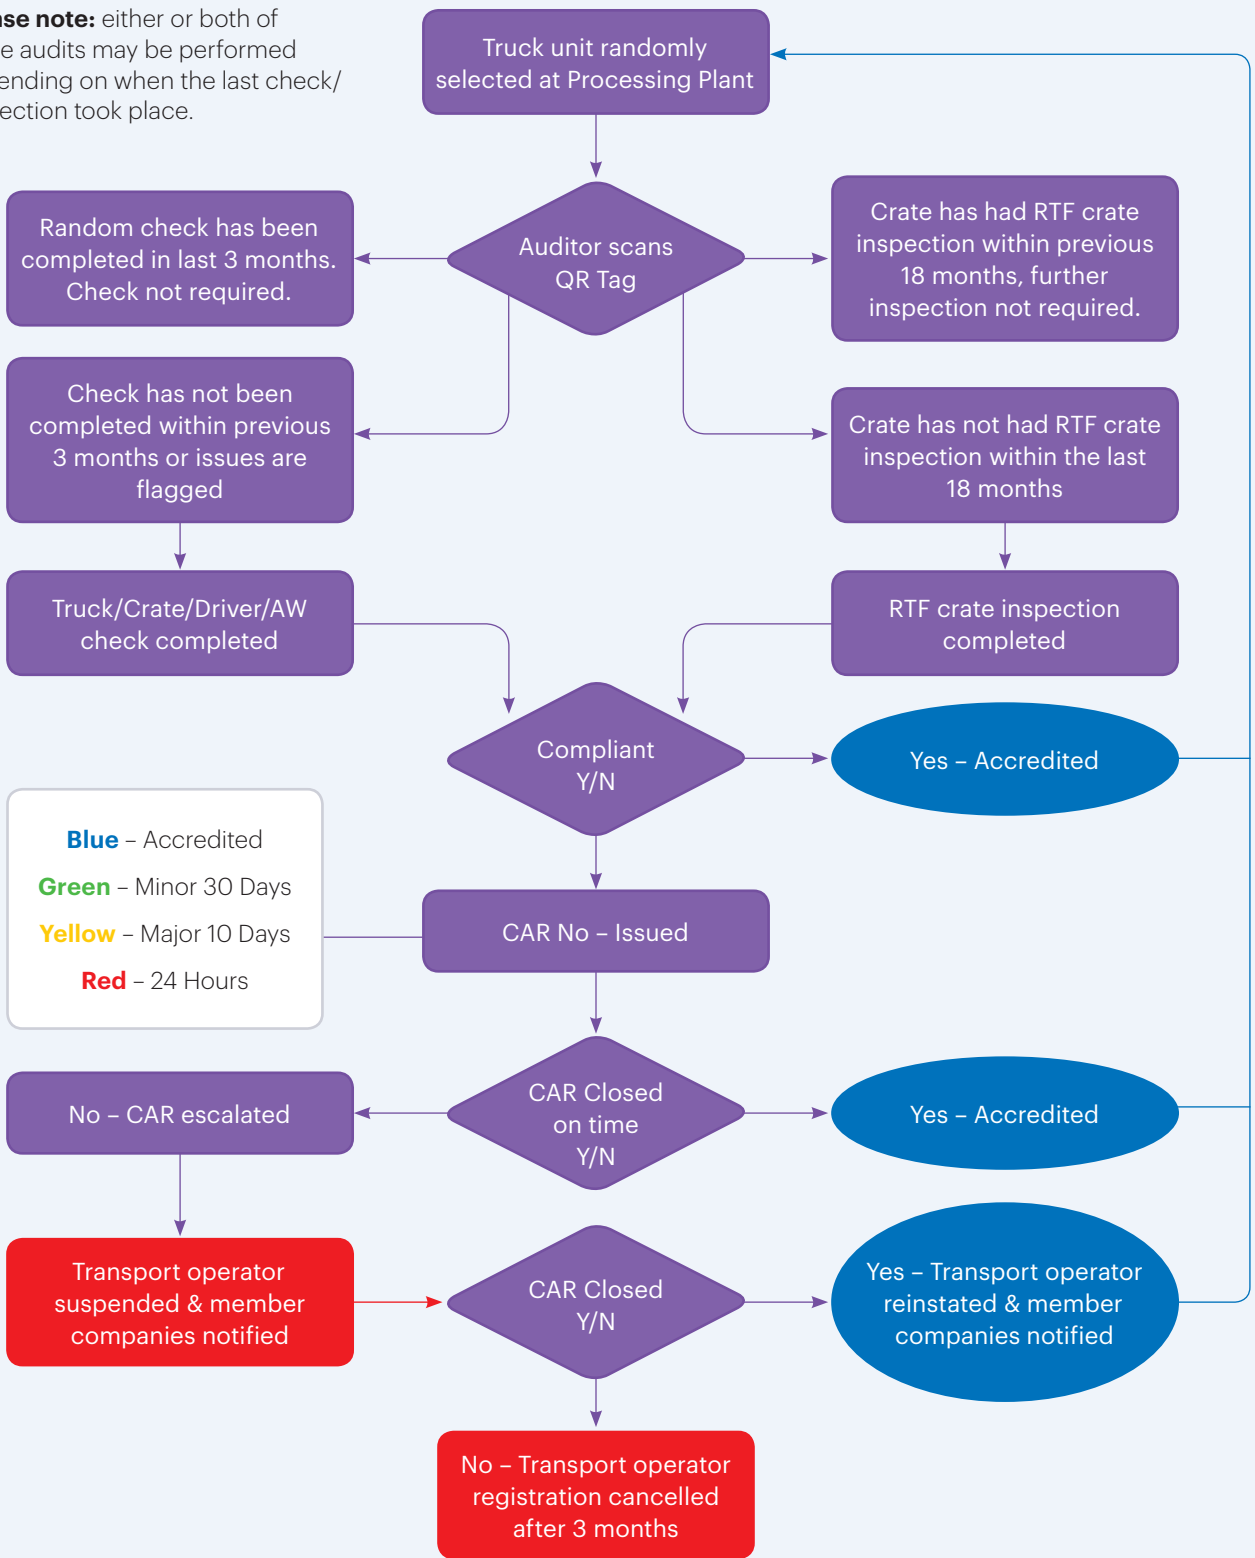 note: either or both of
audits may be performed
on when the last check/
took place.
Truck unit randomly
selected at Processing Plant
Random check has been
completed in last 3 months.
Check not required.
Auditor scans
QR Tag
Crate has had RTF crate
inspection within previous
18 months, further
inspection not required.
Check has not been
completed within previous
3 months or issues are
flagged
Crate has not had RTF crate
inspection within the last
18 months
Truck/Crate/Driver/AW
check completed
RTF crate inspection
completed
Compliant
Y/N
Yes – Accredited
Blue – Accredited
Green – Minor 30 Days
Yellow – Major 10 Days
Red – 24 Hours
CAR No – Issued
No – CAR escalated
CAR Closed
on time
Y/N
Yes – Accredited
Transport operator
suspended & member
companies notified
CAR Closed
Y/N
Yes – Transport operator
reinstated & member
companies notified
No – Transport operator
registration cancelled
after 3 months